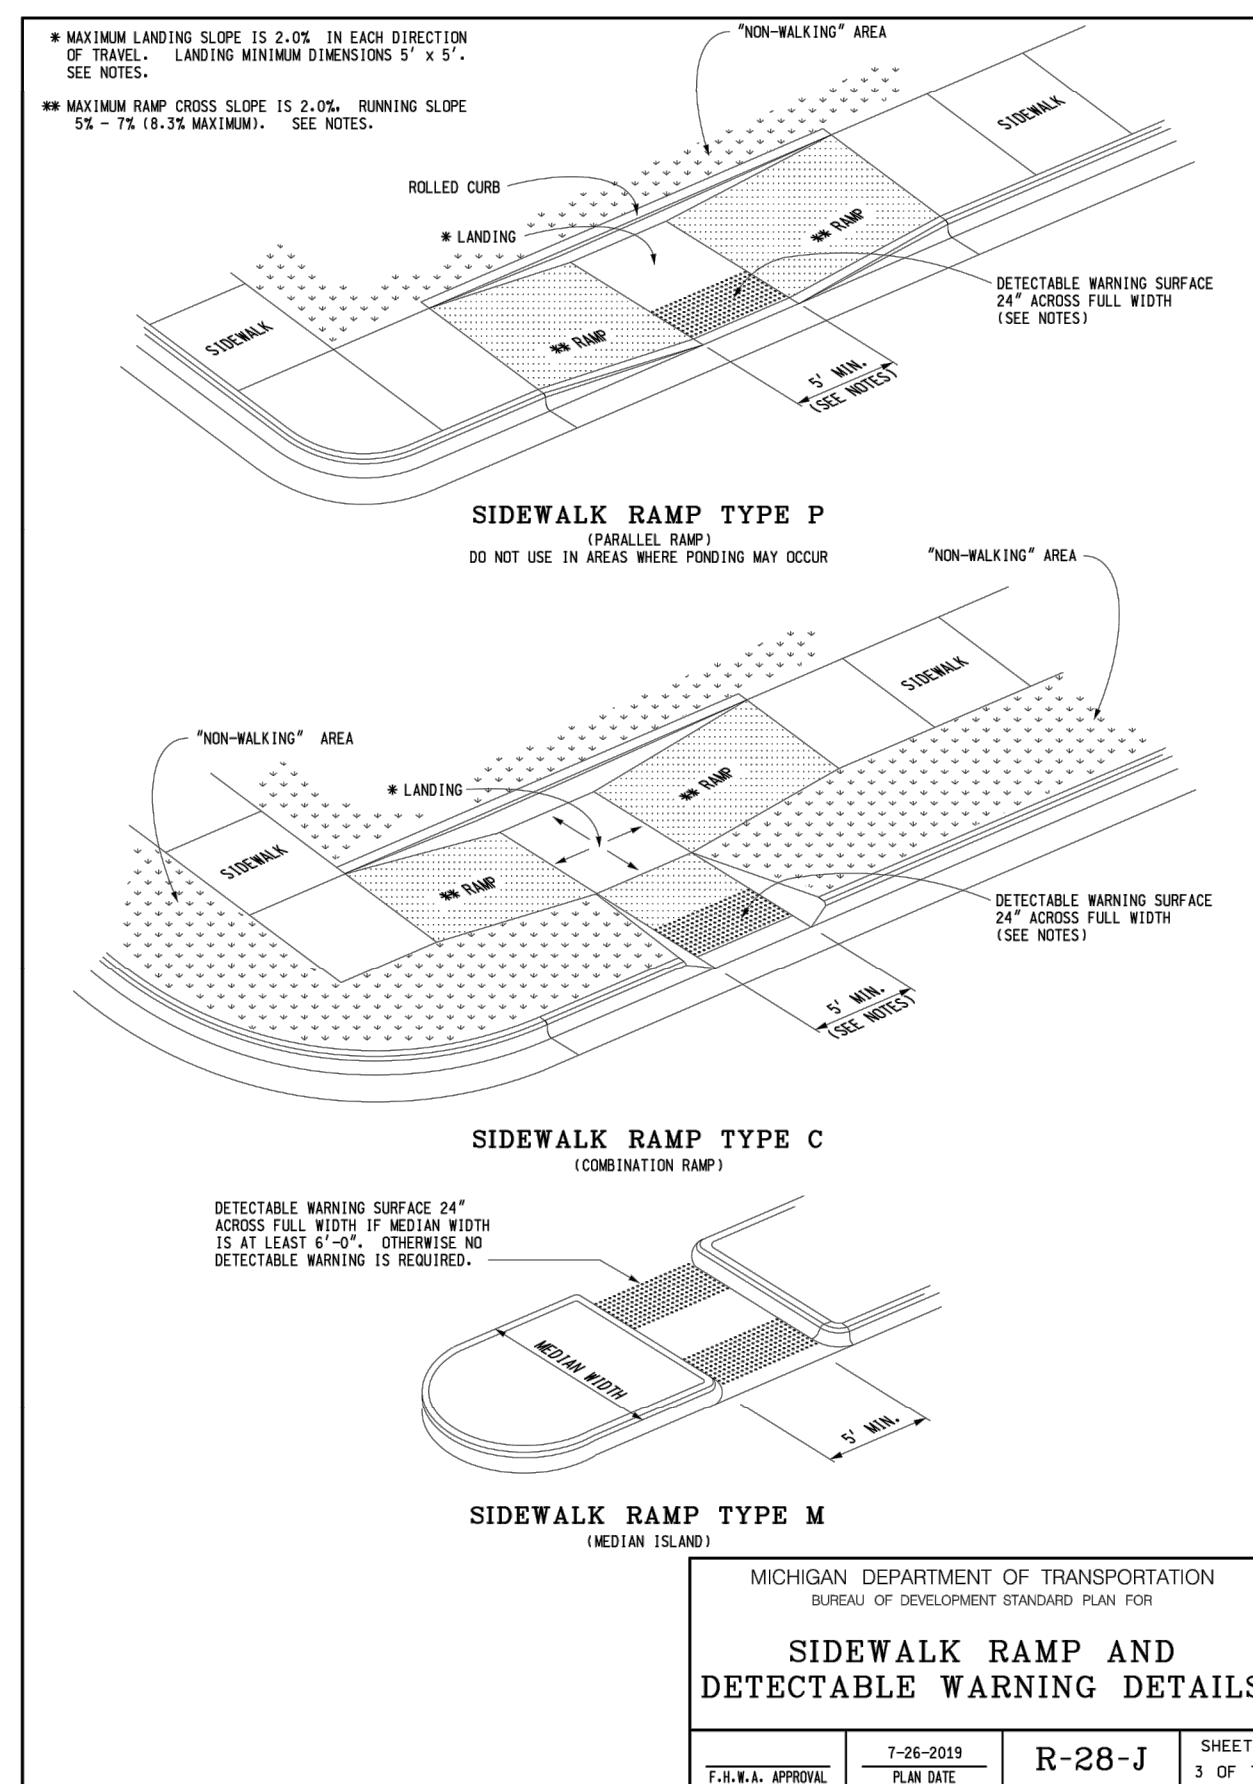 * MAXIMUM LANDING SLOPE IS 2.0% IN EACH DIRECTION
OF TRAVEL. LANDING MINIMUM DIMENSIONS 5' x 5'.
SEE NOTES.
** MAXIMUM RAMP CROSS SLOPE IS 2.0%, RUNNING SLOPE
5% - 7% (8.3% MAXIMUM). SEE NOTES.
"NON-WALKING" AREA
SIDEWALK
ROLLED CURB
* LANDING
** RAMP
DETECTABLE WARNING SURFACE
24" ACROSS FULL WIDTH
(SEE NOTES)
SIDEWALK
** RAMP
5' MIN.
(SEE NOTES)
SIDEWALK RAMP TYPE P
(PARALLEL RAMP)
DO NOT USE IN AREAS WHERE PONDING MAY OCCUR
"NON-WALKING" AREA
SIDEWALK
"NON-WALKING" AREA
* LANDING
** RAMP
SIDEWALK
** RAMP
DETECTABLE WARNING SURFACE
24" ACROSS FULL WIDTH
(SEE NOTES)
5' MIN.
(SEE NOTES)
SIDEWALK RAMP TYPE C
(COMBINATION RAMP)
DETECTABLE WARNING SURFACE 24"
ACROSS FULL WIDTH IF MEDIAN WIDTH
IS AT LEAST 6'-0". OTHERWISE NO
DETECTABLE WARNING IS REQUIRED.
MEDIAN WIDTH
5' MIN.
SIDEWALK RAMP TYPE M
(MEDIAN ISLAND)
MICHIGAN DEPARTMENT OF TRANSPORTATION
BUREAU OF DEVELOPMENT STANDARD PLAN FOR
SIDEWALK RAMP AND
DETECTABLE WARNING DETAILS
F.H.W.A. APPROVAL
7-26-2019
PLAN DATE
R-28-J
SHEET
3 OF